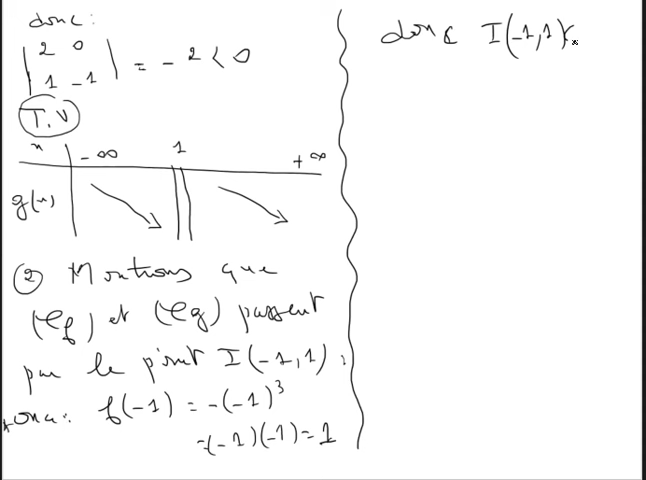 donc:
| 2 0 |
| 1 -1 | = -2 < 0
T.V
x | -∞ 1 +∞
g(x)
② Montrons que
(Cf) et (Cg) passent
par le point I(-1,1):
*ona: f(-1) = -(-1)³
=(-1)(-1)=1
donc I(-1,1)